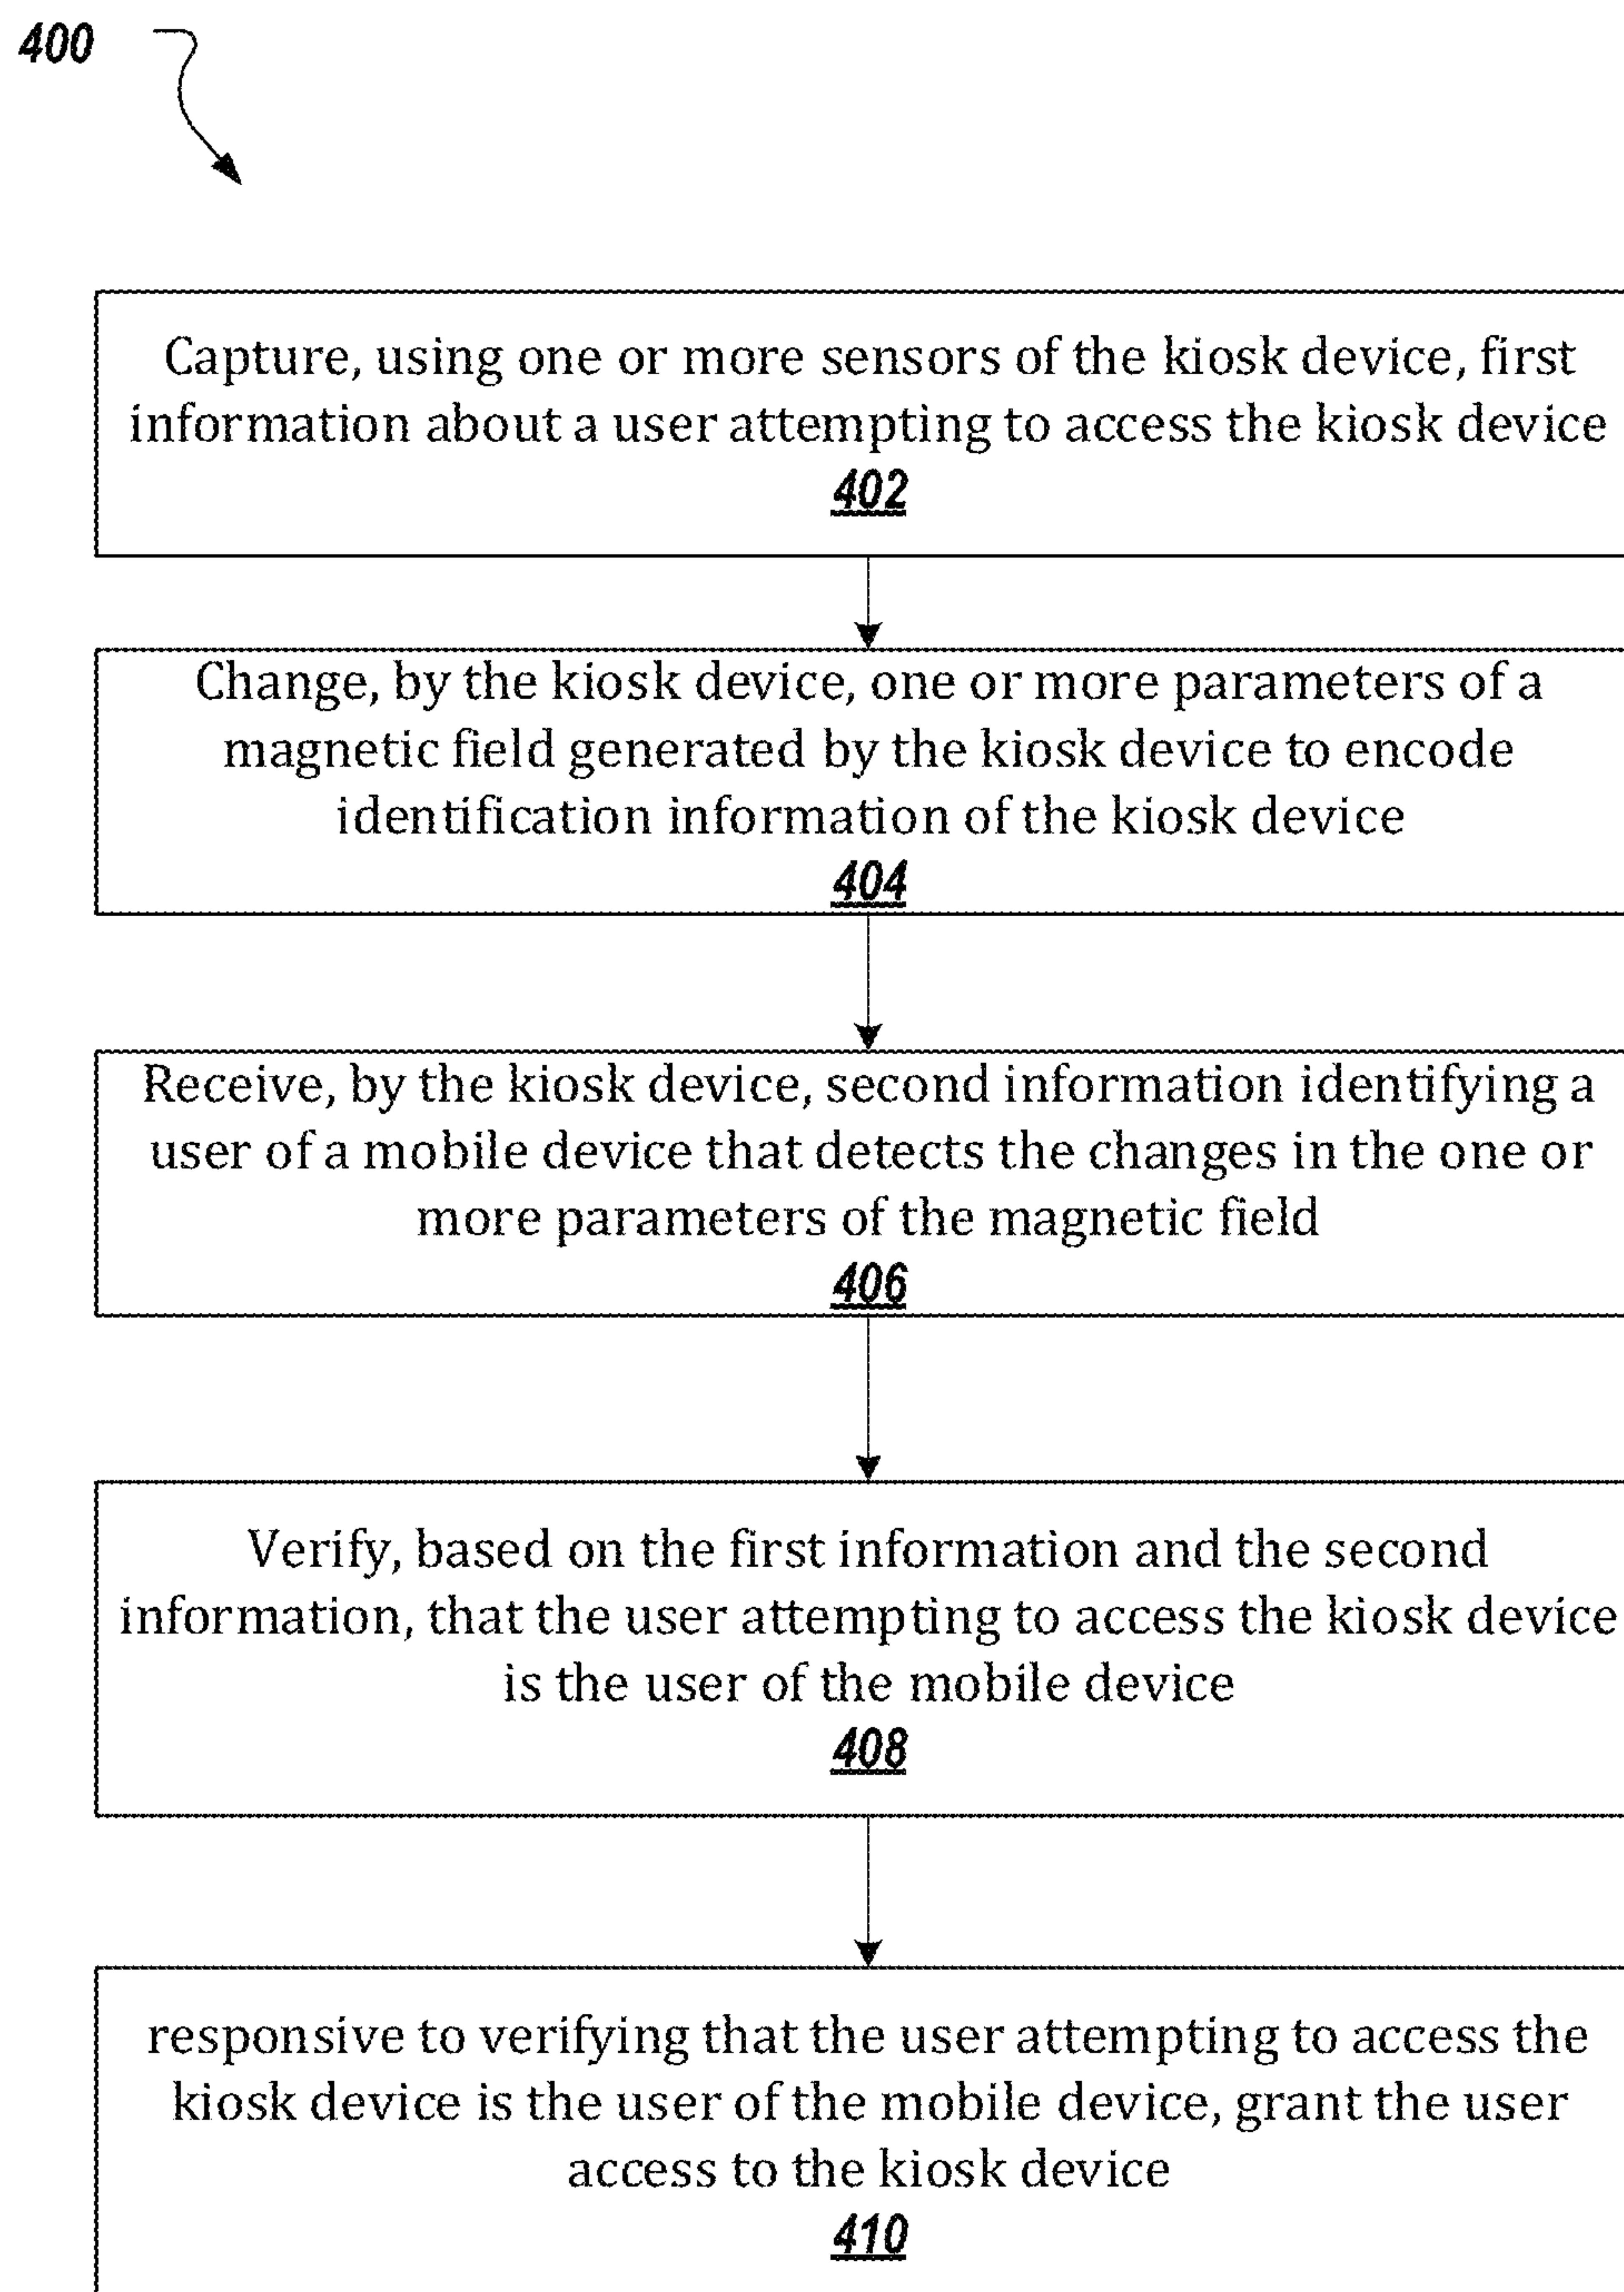 400
Capture, using one or more sensors of the kiosk device, first
information about a user attempting to access the kiosk device
402
Change, by the kiosk device, one or more parameters of a
magnetic field generated by the kiosk device to encode
identification information of the kiosk device
404
Receive, by the kiosk device, second information identifying a
user of a mobile device that detects the changes in the one or
more parameters of the magnetic field
406
Verify, based on the first information and the second
information, that the user attempting to access the kiosk device
is the user of the mobile device
408
responsive to verifying that the user attempting to access the
kiosk device is the user of the mobile device, grant the user
access to the kiosk device
410